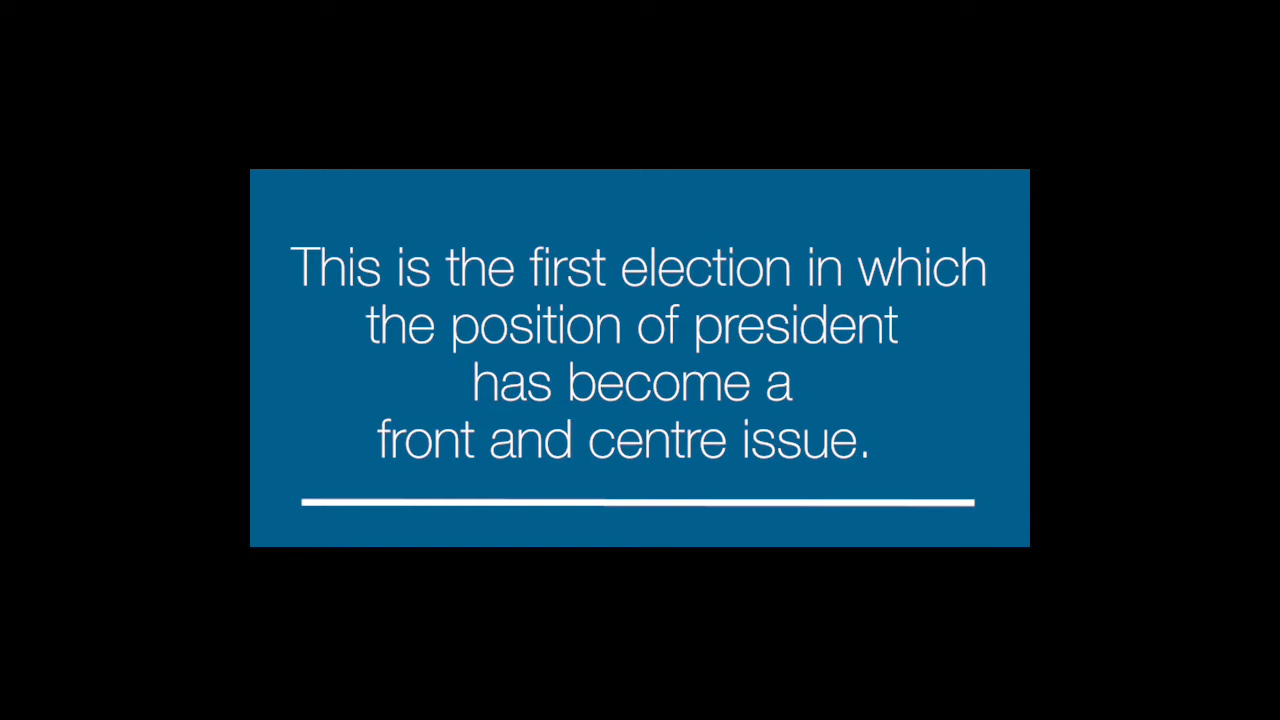 This is the first election in which
the position of president
has become a
front and centre issue.